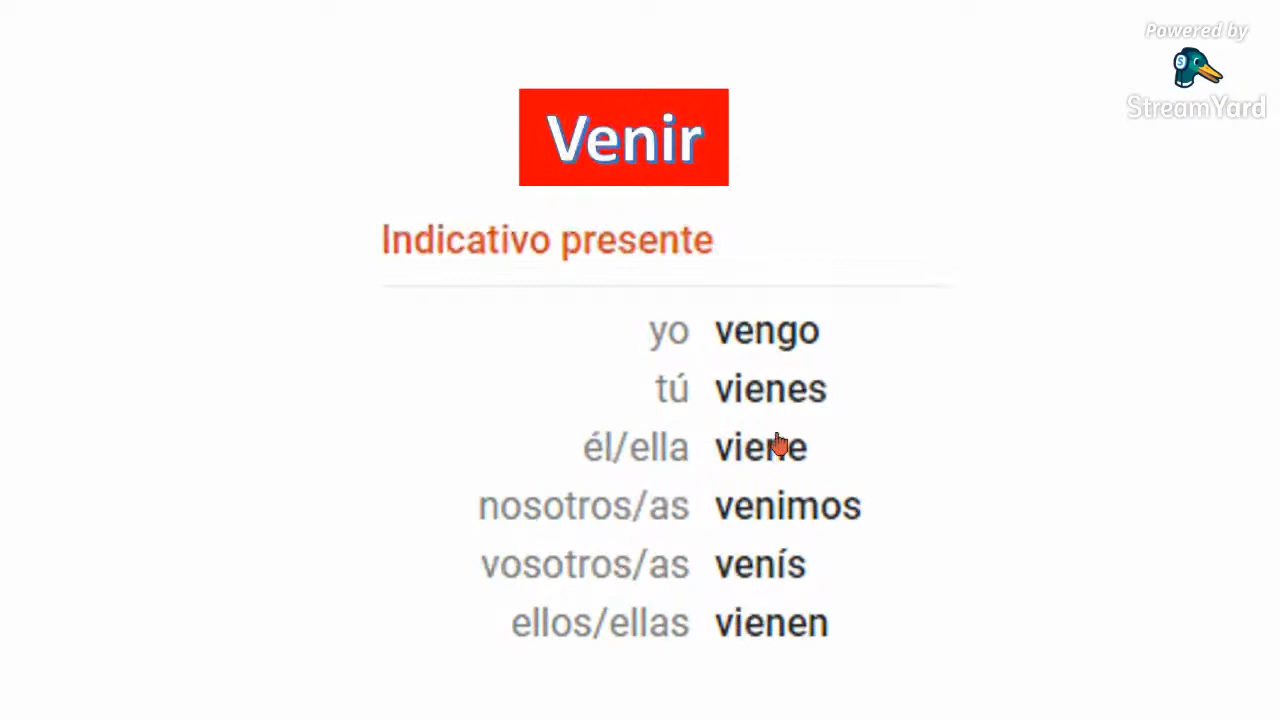 Powered by
StreamYard
Venir
Indicativo presente
yo vengo
tú vienes
él/ella viene
nosotros/as venimos
vosotros/as venís
ellos/ellas vienen